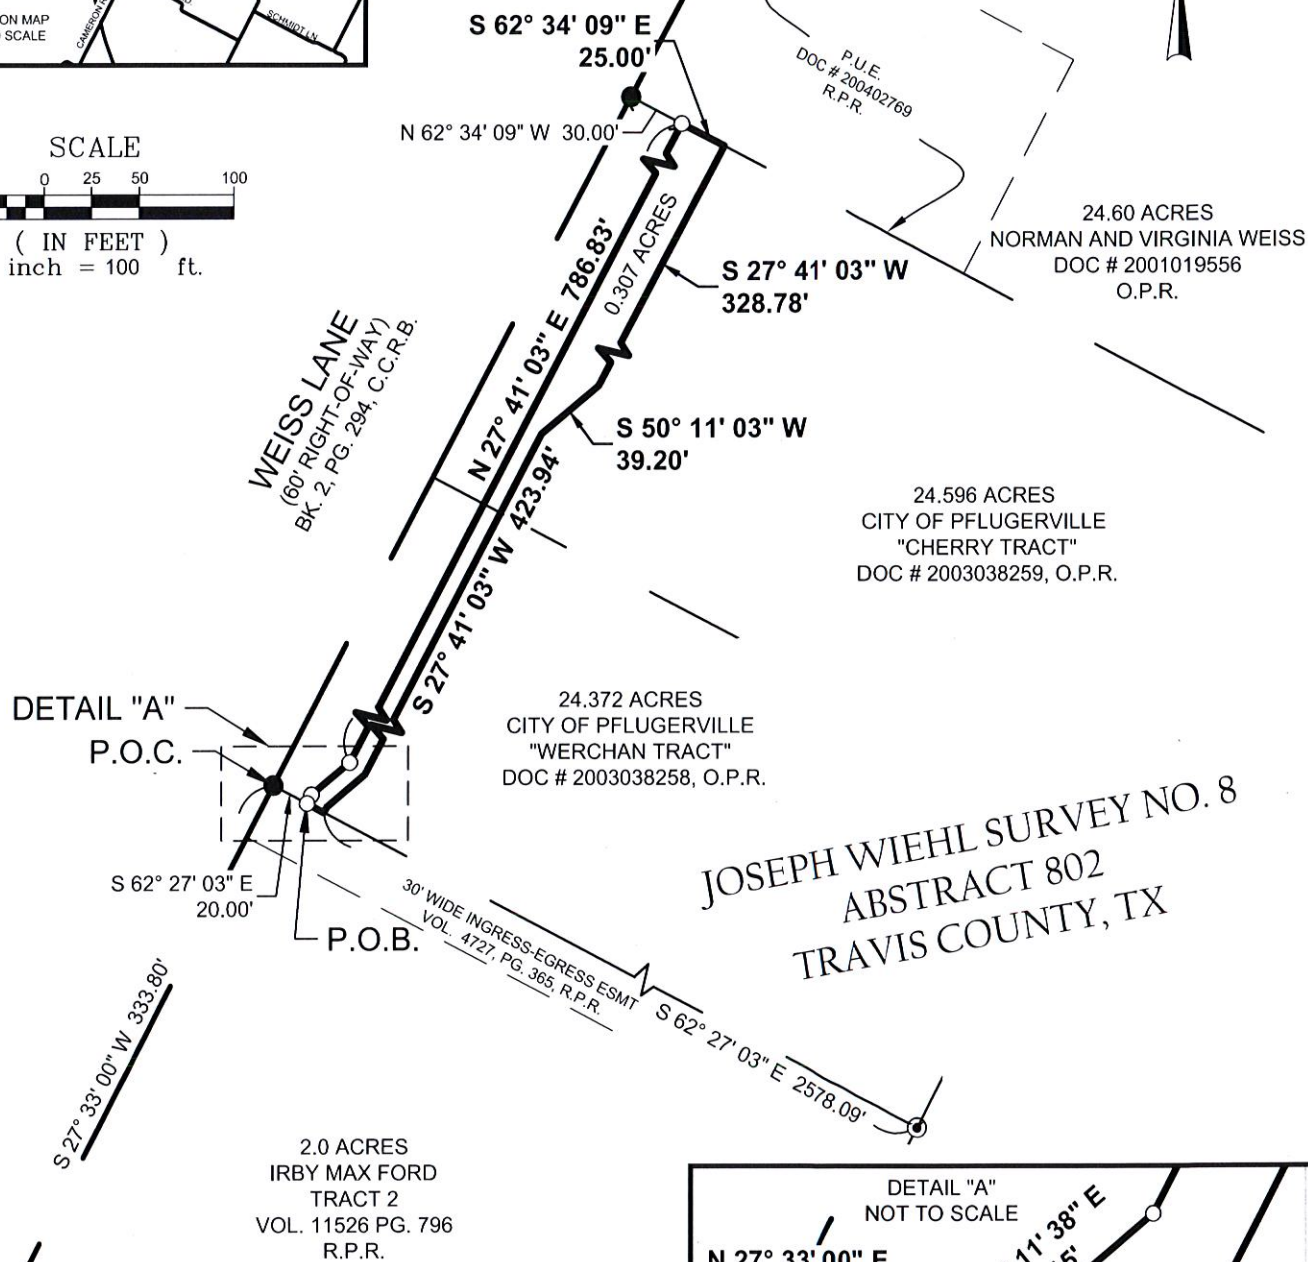 ON MAP
SCALE
CAMERON R
SCHMIDT LN
S 62° 34' 09" E
25.00'
N 62° 34' 09" W 30.00'
P.U.E.
DOC # 200402769
R.P.R.
SCALE
0 25 50 100
( IN FEET )
inch = 100 ft.
24.60 ACRES
NORMAN AND VIRGINIA WEISS
DOC # 2001019556
O.P.R.
0.307 ACRES
S 27° 41' 03" W
328.78'
N 27° 41' 03" E 786.83'
WEISS LANE
(60' RIGHT-OF-WAY)
BK. 2, PG. 294, C.C.R.B.
S 50° 11' 03" W
39.20'
S 27° 41' 03" W 423.94'
24.596 ACRES
CITY OF PFLUGERVILLE
"CHERRY TRACT"
DOC # 2003038259, O.P.R.
24.372 ACRES
CITY OF PFLUGERVILLE
"WERCHAN TRACT"
DOC # 2003038258, O.P.R.
DETAIL "A"
P.O.C.
S 62° 27' 03" E
20.00'
P.O.B.
JOSEPH WIEHL SURVEY NO. 8
ABSTRACT 802
TRAVIS COUNTY, TX
30' WIDE INGRESS-EGRESS ESMT
VOL. 4727, PG. 365, R.P.R.
S 62° 27' 03" E 2578.09'
S 27° 33' 00" W 333.80'
2.0 ACRES
IRBY MAX FORD
TRACT 2
VOL. 11526 PG. 796
R.P.R.
DETAIL "A"
NOT TO SCALE
11' 38" E
5'
N 27° 33' 00" E